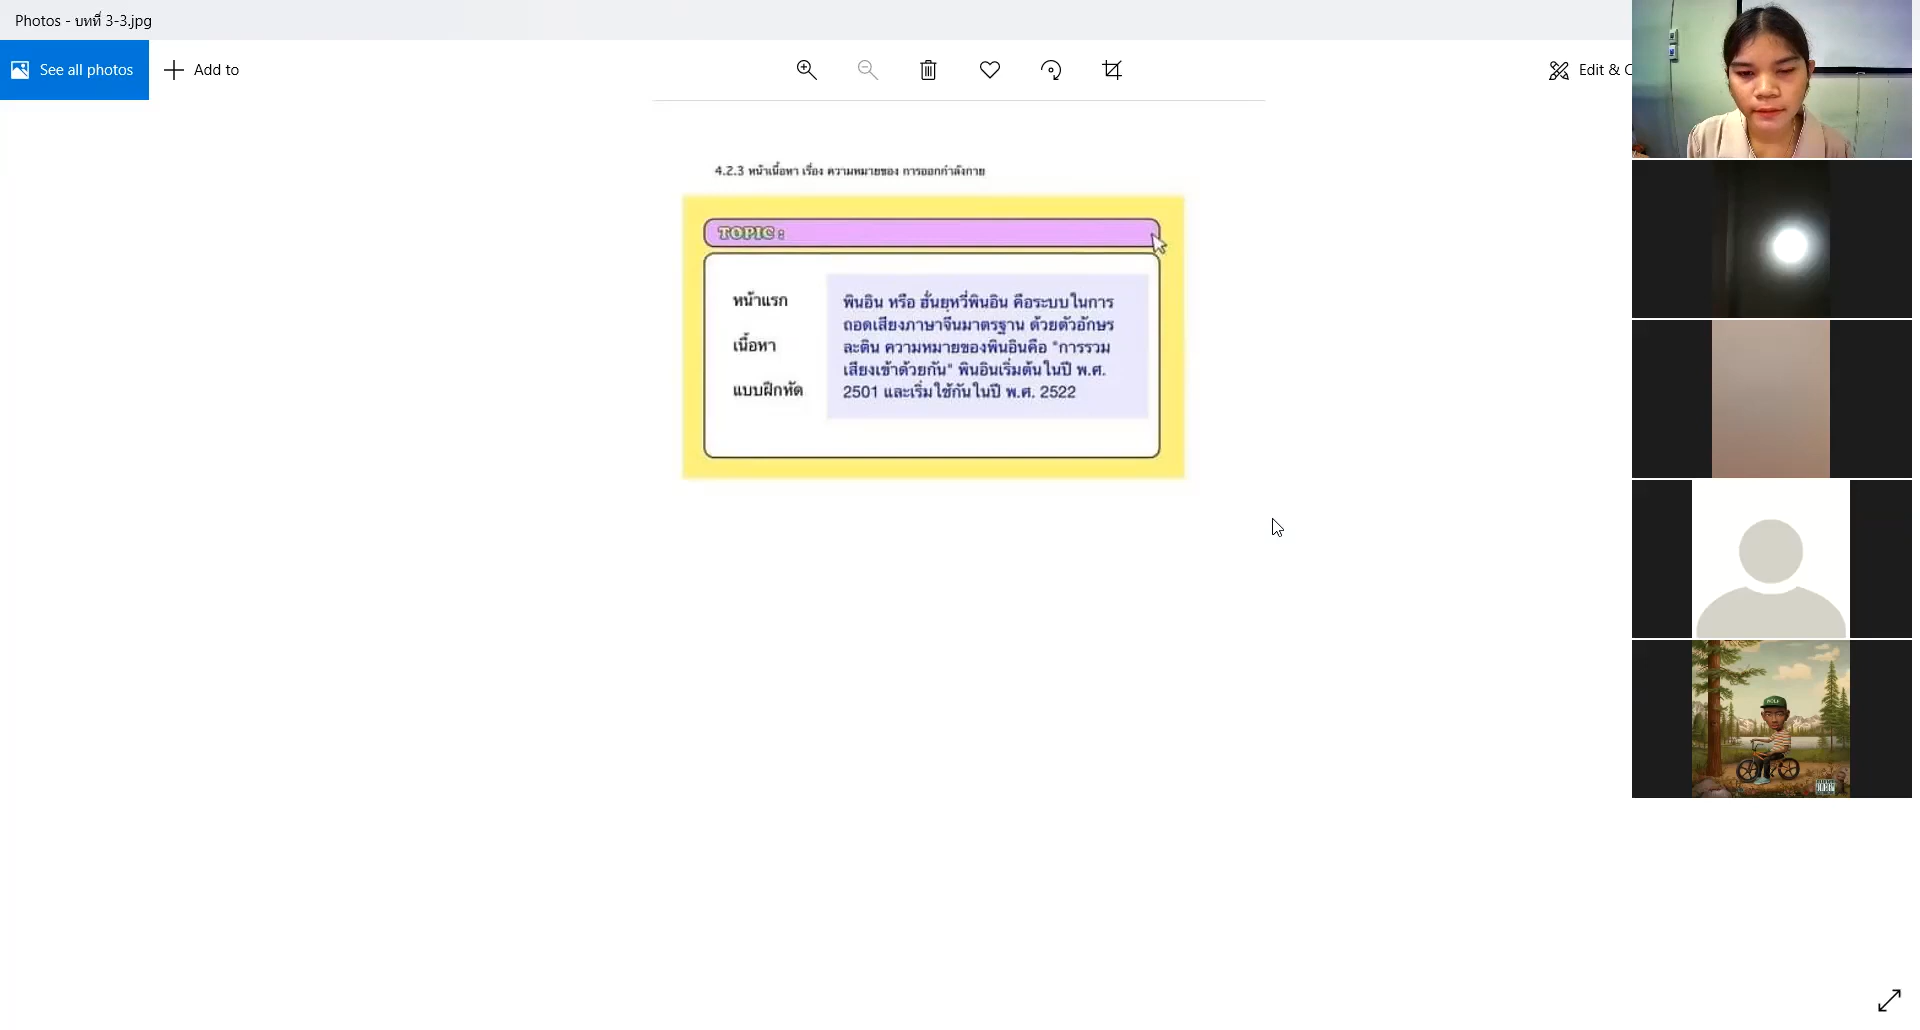 Photos - บทที่ 3-3.jpg
See all photos
Add to
Edit & C
4.2.3 หน้าเนื้อหา เรื่อง ความหมายของ การออกกำลังกาย
TOPIC :
หน้าแรก
เนื้อหา
แบบฝึกหัด
พินอิน หรือ ฮั่นยฺหวี่พินอิน คือระบบในการ
ถอดเสียงภาษาจีนมาตรฐาน ด้วยตัวอักษร
ละติน ความหมายของพินอินคือ "การรวม
เสียงเข้าด้วยกัน" พินอินเริ่มต้นในปี พ.ศ.
2501 และเริ่มใช้กันในปี พ.ศ. 2522